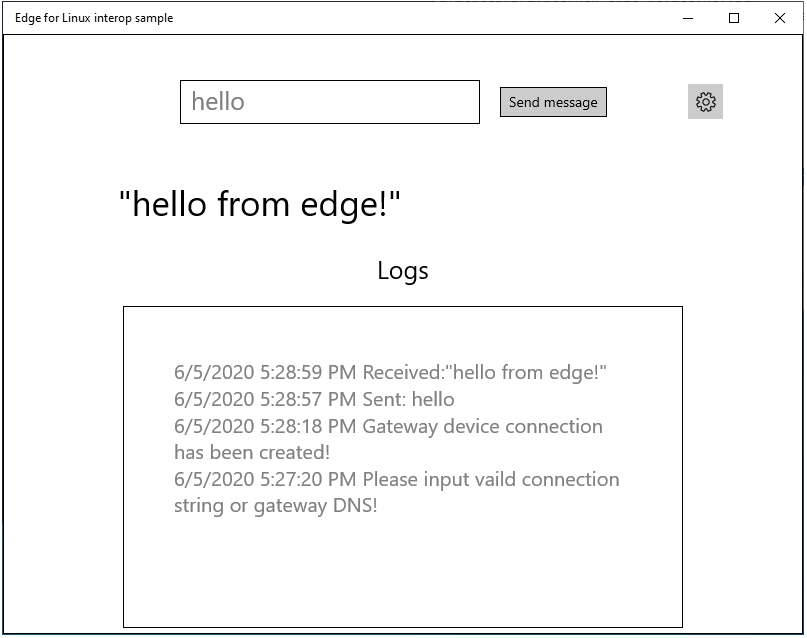 Edge for Linux interop sample
hello
Send message
"hello from edge!"
Logs
6/5/2020 5:28:59 PM Received:"hello from edge!"
6/5/2020 5:28:57 PM Sent: hello
6/5/2020 5:28:18 PM Gateway device connection
has been created!
6/5/2020 5:27:20 PM Please input vaild connection
string or gateway DNS!